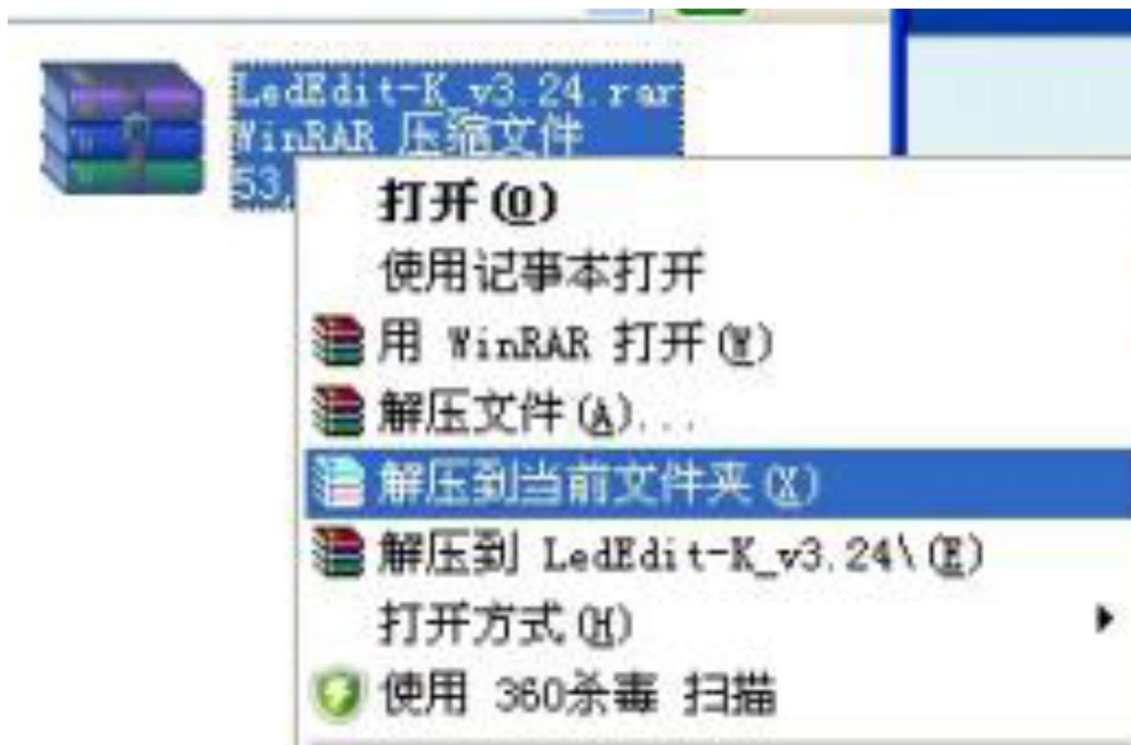 LedEdit-K_v3.24.rar
WinRAR 压缩文件
53,
打开(O)
使用记事本打开
用 WinRAR 打开(W)
解压文件(A)...
解压到当前文件夹(X)
解压到 LedEdit-K_v3.24\(E)
打开方式(H)
使用 360杀毒 扫描